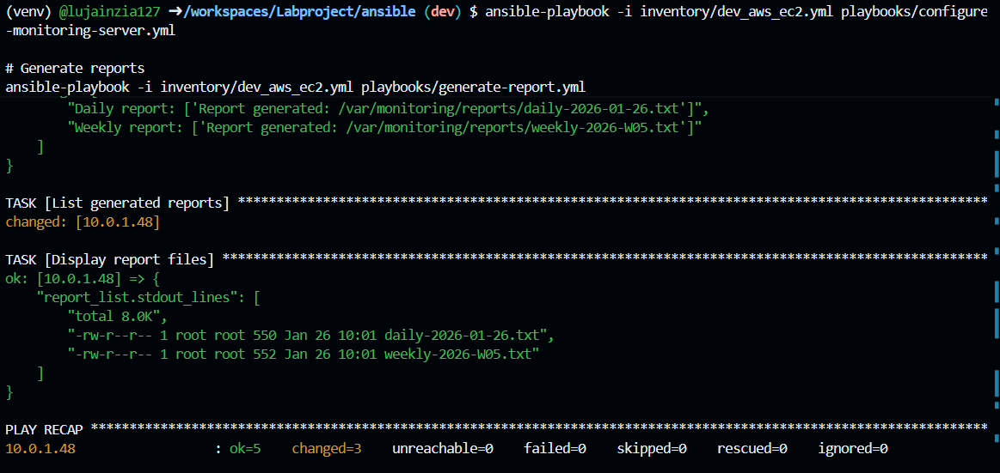 (venv) @lujainzia127 ➜/workspaces/Labproject/ansible (dev) $ ansible-playbook -i inventory/dev_aws_ec2.yml playbooks/configure
-monitoring-server.yml
# Generate reports
ansible-playbook -i inventory/dev_aws_ec2.yml playbooks/generate-report.yml
"Daily report: ['Report generated: /var/monitoring/reports/daily-2026-01-26.txt']",
"Weekly report: ['Report generated: /var/monitoring/reports/weekly-2026-W05.txt']"
]
}
TASK [List generated reports] *************************************************************************************************
changed: [10.0.1.48]
TASK [Display report files] ***************************************************************************************************
ok: [10.0.1.48] => {
"report_list.stdout_lines": [
"total 8.0K",
"-rw-r--r-- 1 root root 550 Jan 26 10:01 daily-2026-01-26.txt",
"-rw-r--r-- 1 root root 552 Jan 26 10:01 weekly-2026-W05.txt"
]
}
PLAY RECAP ********************************************************************************************************************
10.0.1.48 : ok=5 changed=3 unreachable=0 failed=0 skipped=0 rescued=0 ignored=0